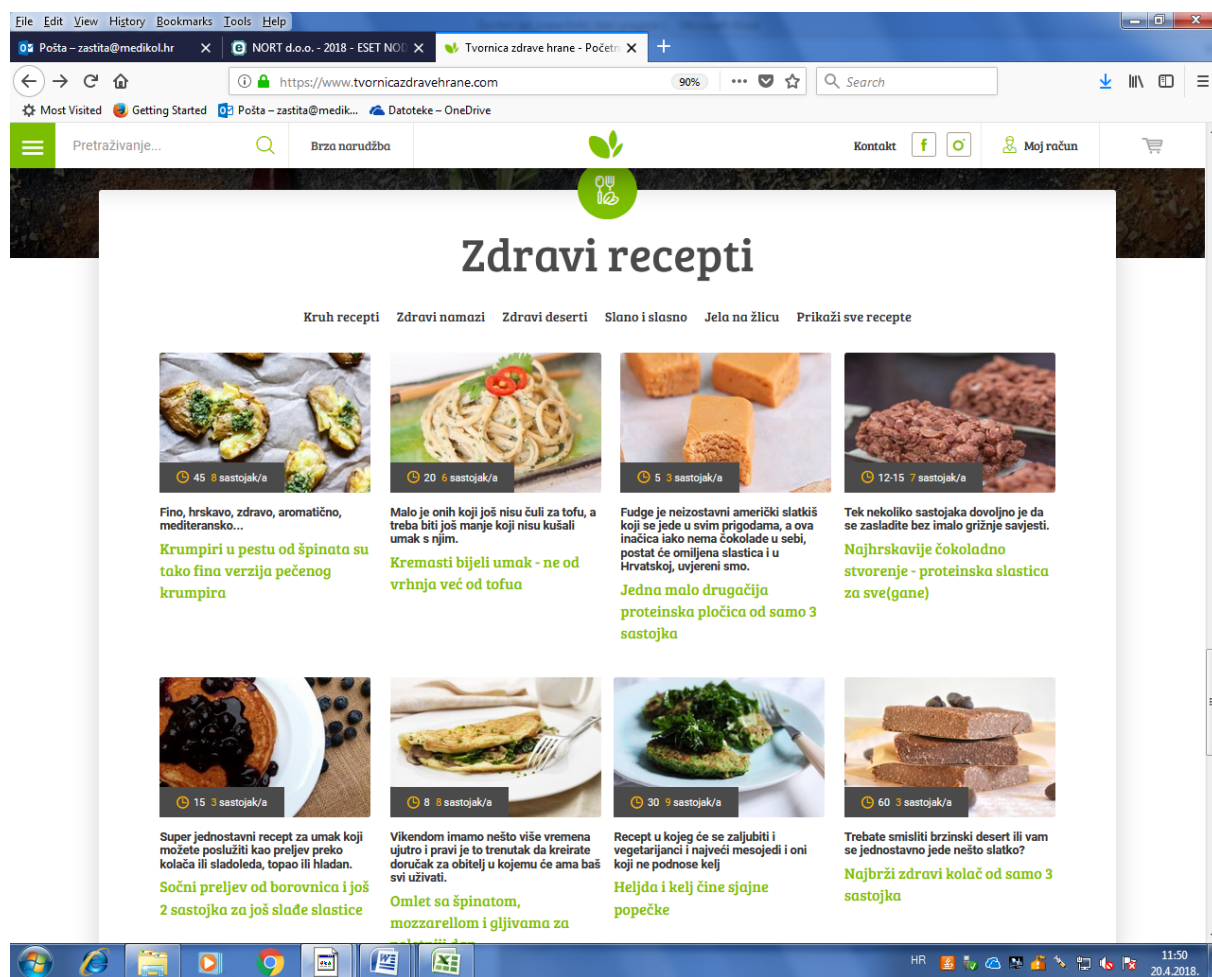 File Edit View History Bookmarks Tools Help
Pošta – zastita@medikol.hr
NORT d.o.o. - 2018 - ESET NOD
Tvornica zdrave hrane - Počet
https://www.tvornicazdravehrane.com
90%
Search
Most Visited Getting Started Pošta – zastita@medik... Datoteke – OneDrive
Pretraživanje...
Brza narudžba
Kontakt
Moj račun
Zdravi recepti
Kruh recepti Zdravi namazi Zdravi deserti Slano i slasno Jela na žlicu Prikaži sve recepte
45 8 sastojak/a
Fino, hrskavo, zdravo, aromatično,
mediteransko...
Krumpiri u pestu od špinata su
tako fina verzija pečenog
krumpira
20 6 sastojak/a
Malo je onih koji još nisu čuli za tofu, a
treba biti još manje koji nisu kušali
umak s njim.
Kremasti bijeli umak - ne od
vrhnja već od tofua
5 3 sastojak/a
Fudge je neizostavni američki slatkiš
koji se jede u svim prigodama, a ova
inačica iako nema čokolade u sebi,
postat će omiljena slastica i u
Hrvatskoj, uvjereni smo.
Jedna malo drugačija
proteinska pločica od samo 3
sastojka
12-15 7 sastojak/a
Tek nekoliko sastojaka dovoljno je da
se zasladite bez imalo grižnje savjesti.
Najhrskavije čokoladno
stvorenje - proteinska slastica
za sve(gane)
15 3 sastojak/a
Super jednostavni recept za umak koji
možete poslužiti kao preljev preko
kolača ili sladoleda, topao ili hladan.
Sočni preljev od borovnica i još
2 sastojka za još slađe slastice
8 8 sastojak/a
Vikendom imamo nešto više vremena
ujutro i pravi je to trenutak da kreirate
doručak za obitelj u kojemu će ama baš
svi uživati.
Omlet sa špinatom,
mozzarellom i gljivama za
30 9 sastojak/a
Recept u kojeg će se zaljubiti i
vegetarijanci i najveći mesojedi i oni
koji ne podnose kelj
Heljda i kelj čine sjajne
popečke
60 3 sastojak/a
Trebate smisliti brzinski desert ili vam
se jednostavno jede nešto slatko?
Najbrži zdravi kolač od samo 3
sastojka
HR
11:50
20.4.2018.